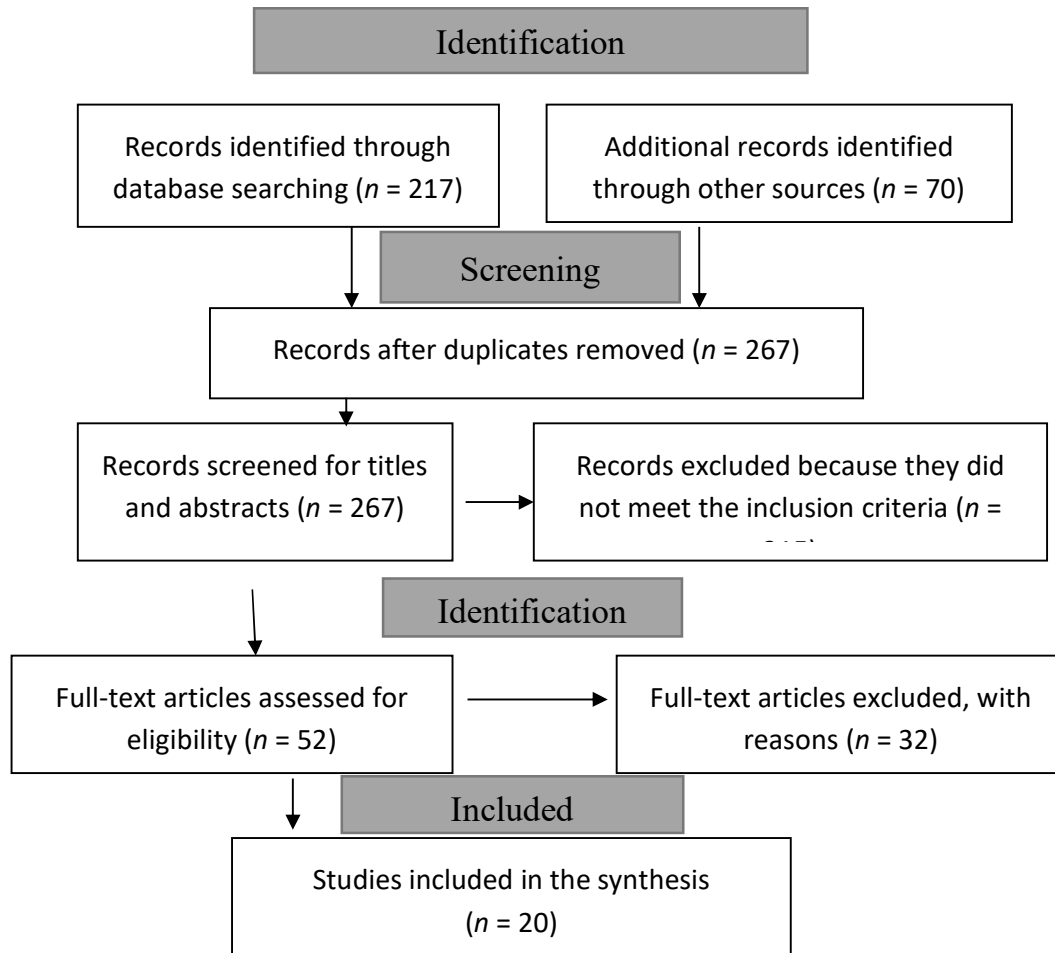 Identification
Records identified through
database searching (n = 217)
Additional records identified
through other sources (n = 70)
Screening
Records after duplicates removed (n = 267)
Records screened for titles
and abstracts (n = 267)
Records excluded because they did
not meet the inclusion criteria (n =
Identification
Full-text articles assessed for
eligibility (n = 52)
Full-text articles excluded, with
reasons (n = 32)
Included
Studies included in the synthesis
(n = 20)